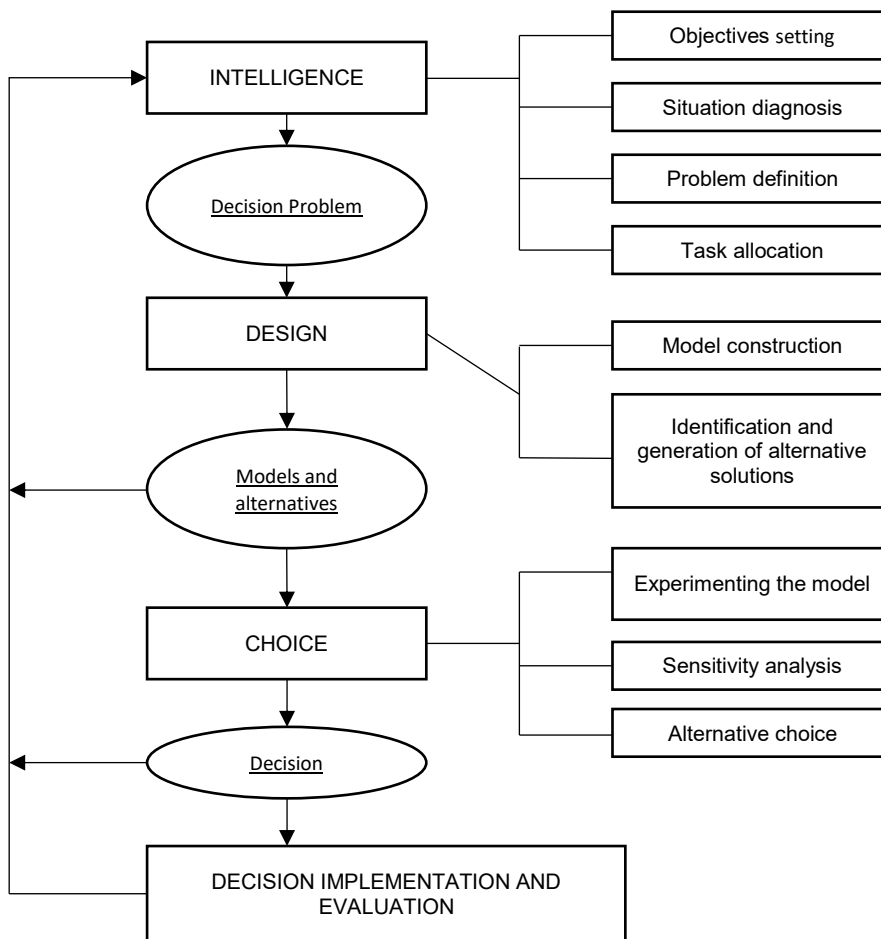 Objectives setting
INTELLIGENCE
Situation diagnosis
Problem definition
Decision Problem
Task allocation
DESIGN
Model construction
Identification and
generation of alternative
solutions
Models and
alternatives
Experimenting the model
CHOICE
Sensitivity analysis
Alternative choice
Decision
DECISION IMPLEMENTATION AND
EVALUATION